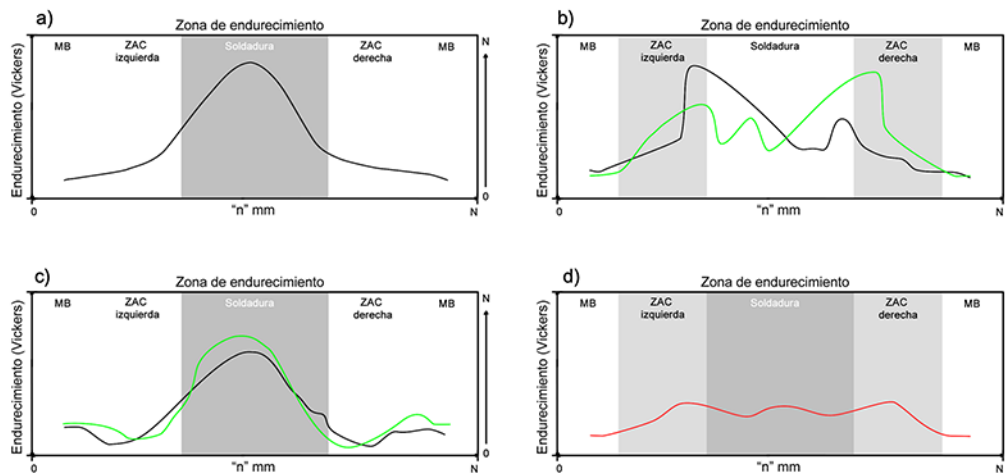 a)
Zona de endurecimiento
MB
ZAC
izquierda
Soldadura
ZAC
derecha
MB
N
Endurecimiento (Vickers)
0
0
"n" mm
N
b)
Zona de endurecimiento
MB
ZAC
izquierda
Soldadura
ZAC
derecha
MB
Endurecimiento (Vickers)
0
"n" mm
N
c)
Zona de endurecimiento
MB
ZAC
izquierda
Soldadura
ZAC
derecha
MB
N
Endurecimiento (Vickers)
0
0
"n" mm
N
d)
Zona de endurecimiento
MB
ZAC
izquierda
Soldadura
ZAC
derecha
MB
Endurecimiento (Vickers)
0
"n" mm
N